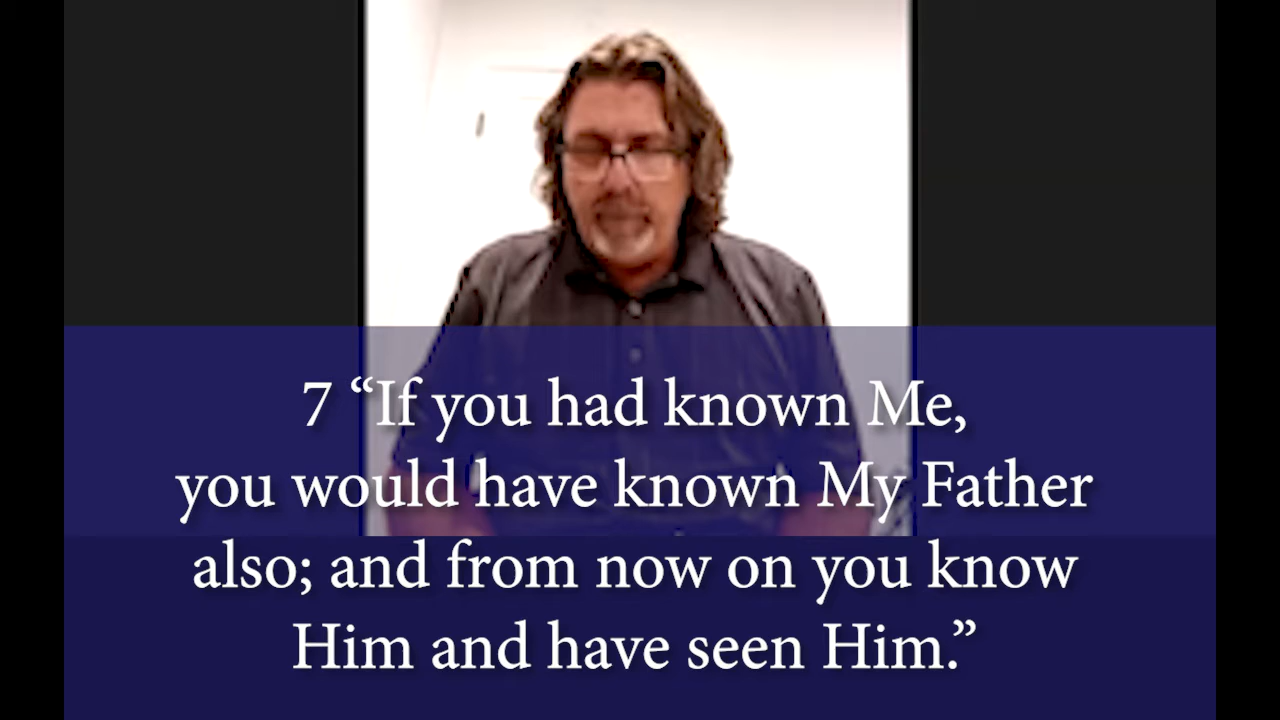 7 “If you had known Me,
you would have known My Father
also; and from now on you know
Him and have seen Him.”